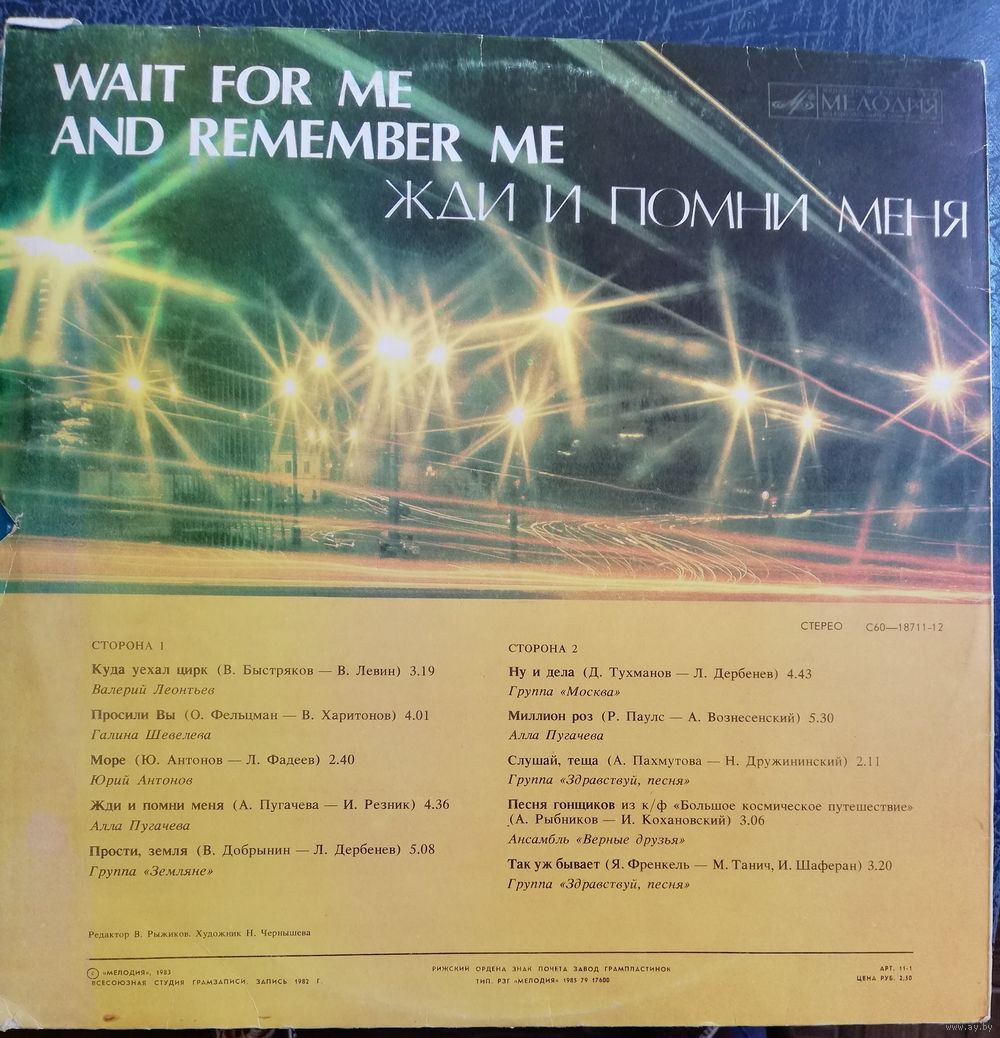 WAIT FOR ME
AND REMEMBER ME
МЕЛОДИЯ
ЖДИ И ПОМНИ МЕНЯ
СТЕРЕО С60—18711-12
СТОРОНА 1
Куда уехал цирк (В. Быстряков — В. Левин) 3.19
Валерий Леонтьев
Просили Вы (О. Фельцман — В. Харитонов) 4.01
Галина Шевелева
Море (Ю. Антонов — Л. Фадеев) 2.40
Юрий Антонов
Жди и помни меня (А. Пугачева — И. Резник) 4.36
Алла Пугачева
Прости, земля (В. Добрынин — Л. Дербенев) 5.08
Группа «Земляне»
СТОРОНА 2
Ну и дела (Д. Тухманов — Л. Дербенев) 4.43
Группа «Москва»
Миллион роз (Р. Паулс — А. Вознесенский) 5.30
Алла Пугачева
Слушай, теща (А. Пахмутова — Н. Дружининский) 2.11
Группа «Здравствуй, песня»
Песня гонщиков из к/ф «Большое космическое путешествие»
(А. Рыбников — И. Кохановский) 3.06
Ансамбль «Верные друзья»
Так уж бывает (Я. Френкель — М. Танич, И. Шаферан) 3.20
Группа «Здравствуй, песня»
Редактор В. Рыжиков. Художник Н. Чернышева
© «МЕЛОДИЯ», 1983
ВСЕСОЮЗНАЯ СТУДИЯ ГРАМЗАПИСИ. ЗАПИСЬ 1982 Г.
РИЖСКИЙ ОРДЕНА ЗНАК ПОЧЕТА ЗАВОД ГРАМПЛАСТИНОК
ТИП. РЗГ «МЕЛОДИЯ» 1985 79 17600
АРТ. 11-1
ЦЕНА РУБ. 2,50
www.ay.by